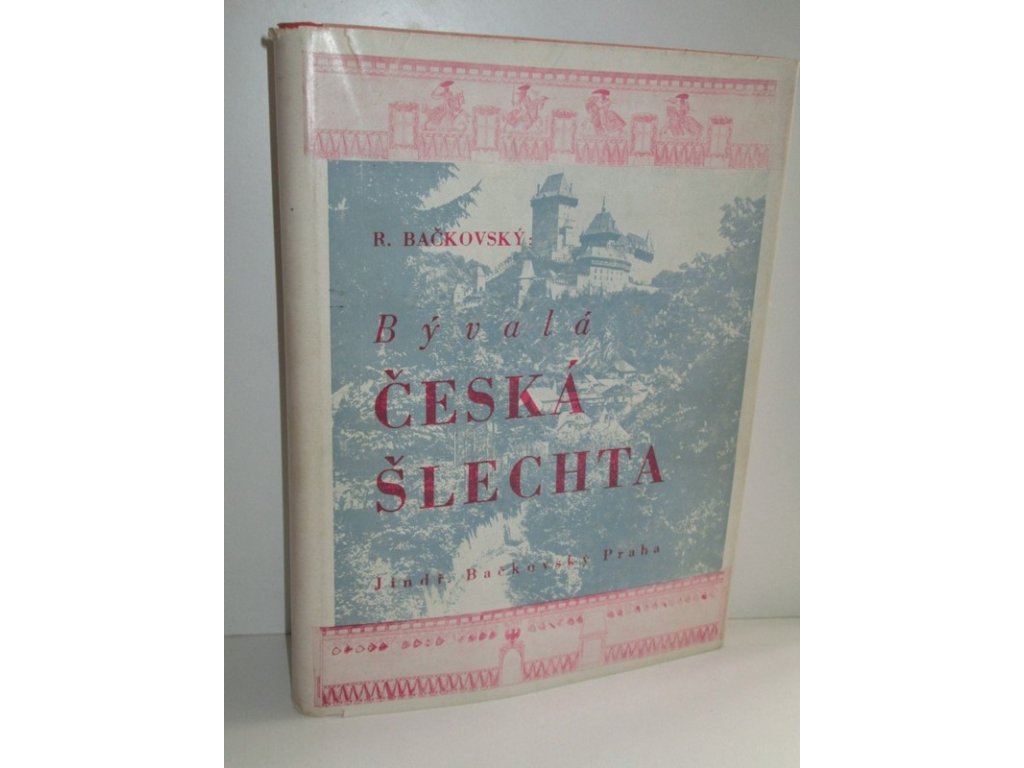 R. BAČKOVSKÝ:
Bývalá
ČESKÁ
ŠLECHTA
Jindř. Bačkovský Praha